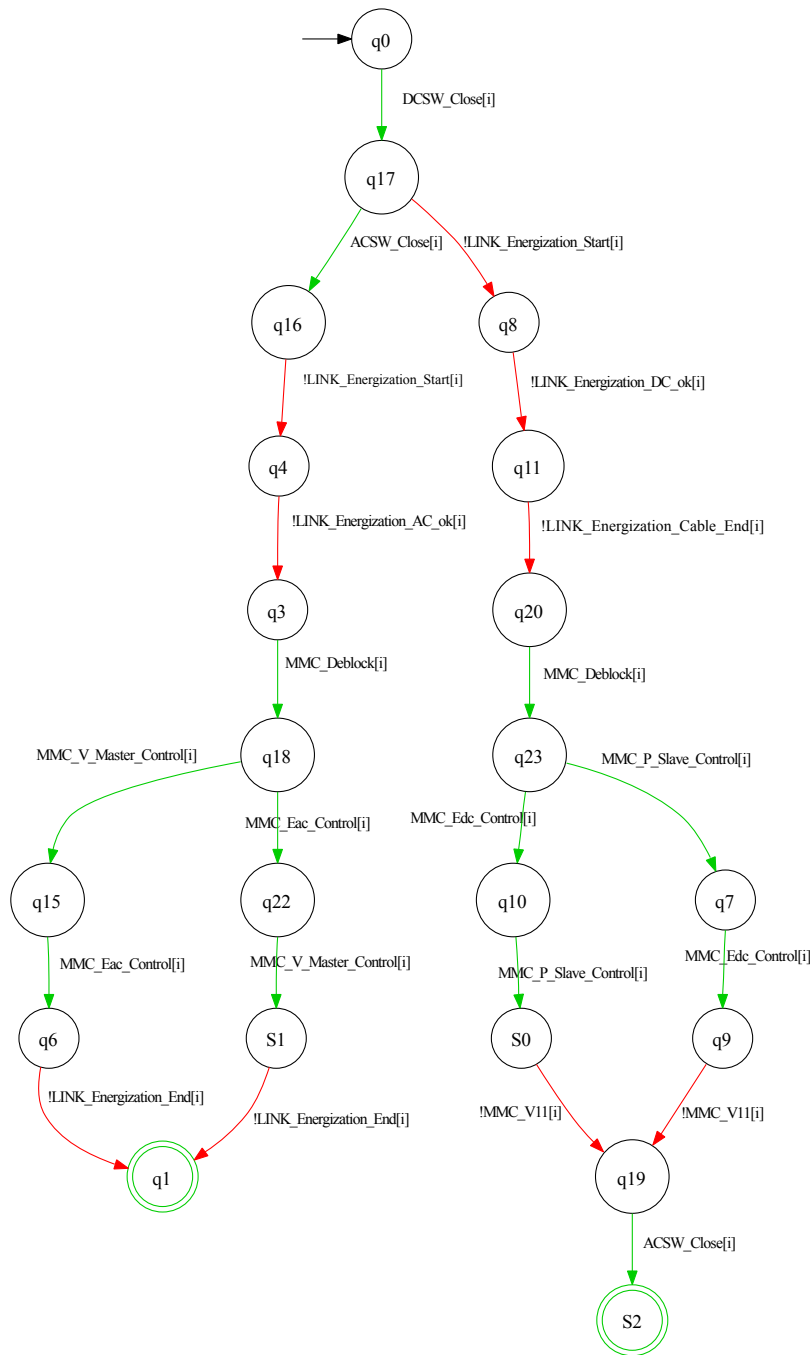 q0
DCSW_Close[i]
q17
ACSW_Close[i]
!LINK_Energization_Start[i]
q16
q8
!LINK_Energization_Start[i]
!LINK_Energization_DC_ok[i]
q4
q11
!LINK_Energization_AC_ok[i]
!LINK_Energization_Cable_End[i]
q3
q20
MMC_Deblock[i]
MMC_Deblock[i]
MMC_V_Master_Control[i]
q18
q23
MMC_P_Slave_Control[i]
MMC_Eac_Control[i]
MMC_Edc_Control[i]
q15
q22
q10
q7
MMC_Eac_Control[i]
MMC_V_Master_Control[i]
MMC_P_Slave_Control[i]
MMC_Edc_Control[i]
q6
S1
S0
q9
!LINK_Energization_End[i]
!LINK_Energization_End[i]
!MMC_V11[i]
!MMC_V11[i]
q1
q19
ACSW_Close[i]
S2